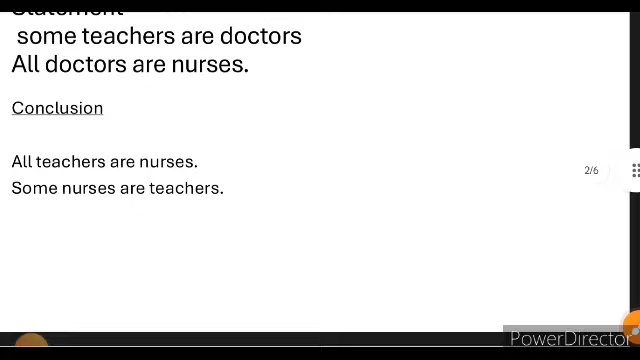 Statement
some teachers are doctors
All doctors are nurses.
Conclusion
All teachers are nurses.
Some nurses are teachers.
2/6
PowerDirector